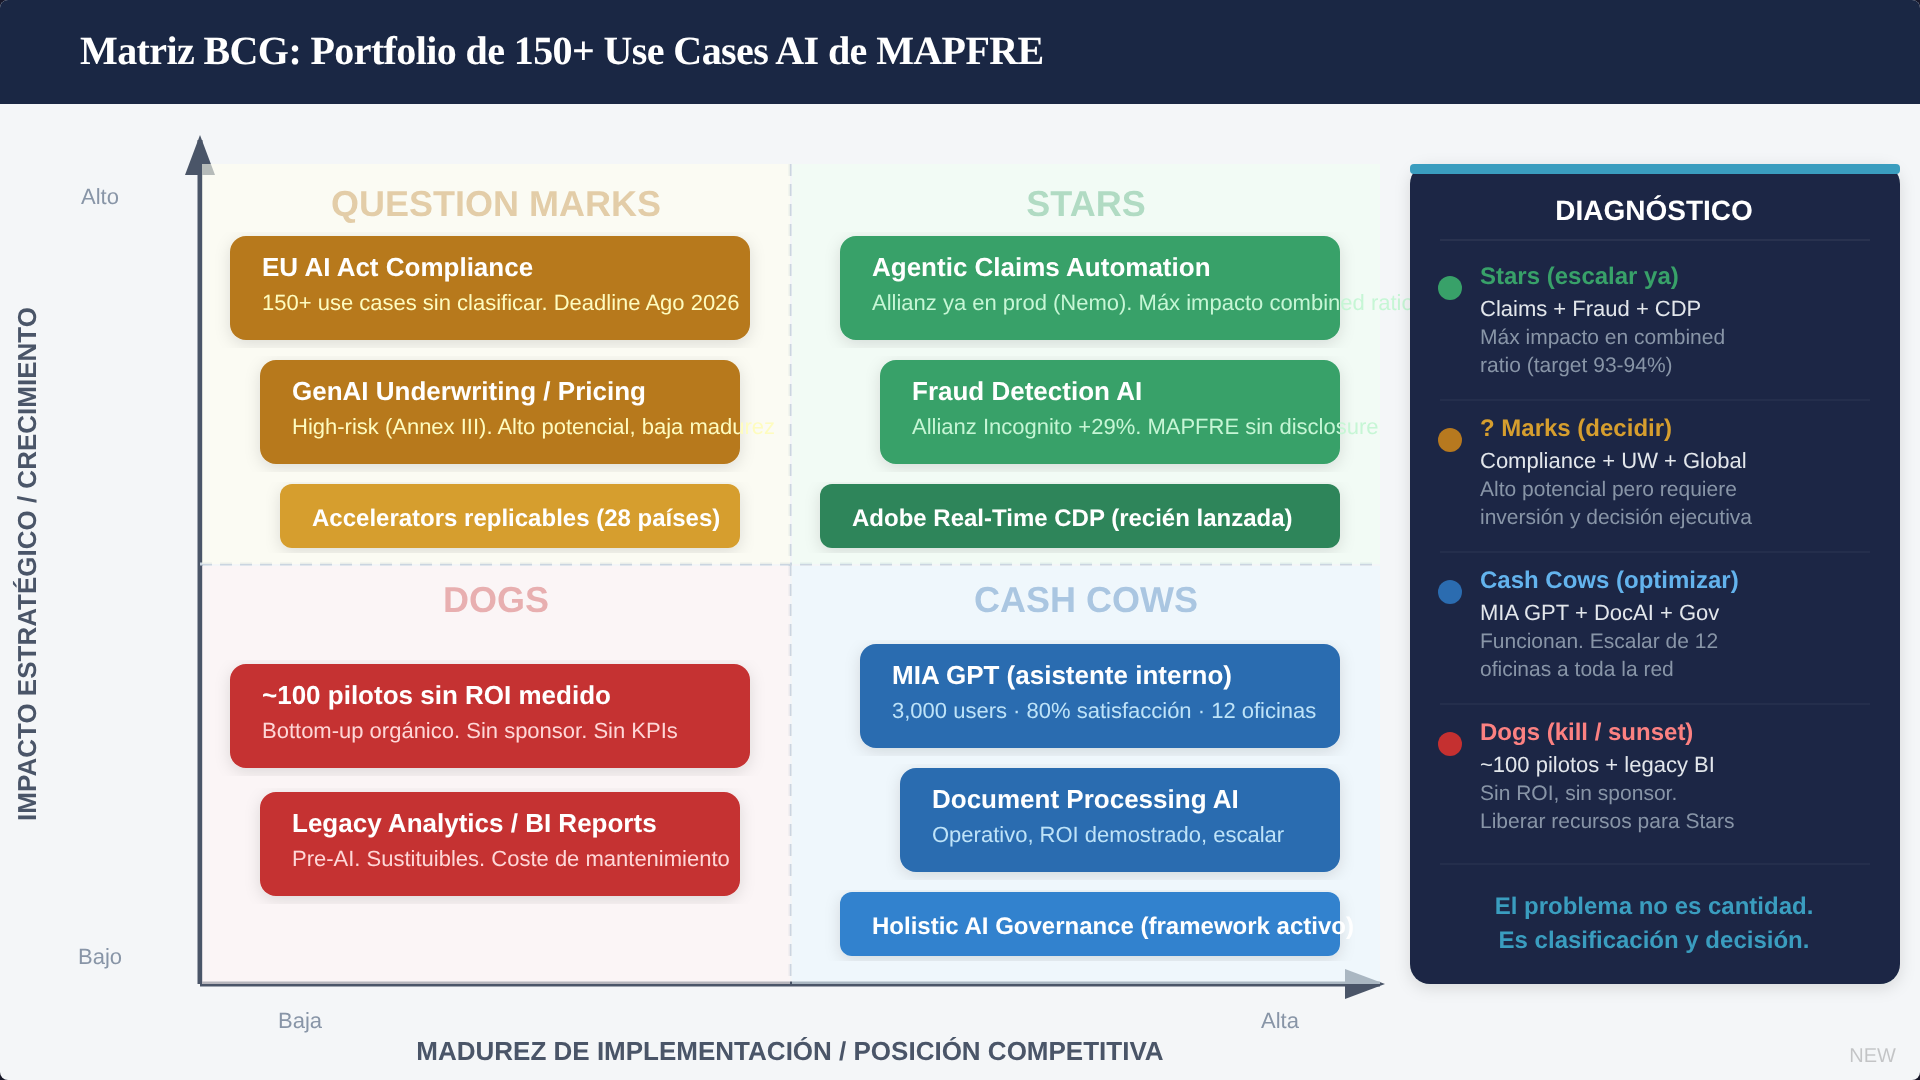 Matriz BCG: Portfolio de 150+ Use Cases AI de MAPFRE
IMPACTO ESTRATÉGICO / CRECIMIENTO
Alto
Bajo
QUESTION MARKS
EU AI Act Compliance
150+ use cases sin clasificar. Deadline Ago 2026
GenAI Underwriting / Pricing
High-risk (Annex III). Alto potencial, baja madurez
Accelerators replicables (28 países)
STARS
Agentic Claims Automation
Allianz ya en prod (Nemo). Máx impacto combined ratio
Fraud Detection AI
Allianz Incognito +29%. MAPFRE sin disclosure
Adobe Real-Time CDP (recién lanzada)
DOGS
~100 pilotos sin ROI medido
Bottom-up orgánico. Sin sponsor. Sin KPIs
Legacy Analytics / BI Reports
Pre-AI. Sustituibles. Coste de mantenimiento
CASH COWS
MIA GPT (asistente interno)
3,000 users · 80% satisfacción · 12 oficinas
Document Processing AI
Operativo, ROI demostrado, escalar
Holistic AI Governance (framework activo)
Baja
Alta
MADUREZ DE IMPLEMENTACIÓN / POSICIÓN COMPETITIVA
DIAGNÓSTICO
Stars (escalar ya)
Claims + Fraud + CDP
Máx impacto en combined
ratio (target 93-94%)
? Marks (decidir)
Compliance + UW + Global
Alto potencial pero requiere
inversión y decisión ejecutiva
Cash Cows (optimizar)
MIA GPT + DocAI + Gov
Funcionan. Escalar de 12
oficinas a toda la red
Dogs (kill / sunset)
~100 pilotos + legacy BI
Sin ROI, sin sponsor.
Liberar recursos para Stars
El problema no es cantidad.
Es clasificación y decisión.
NEW